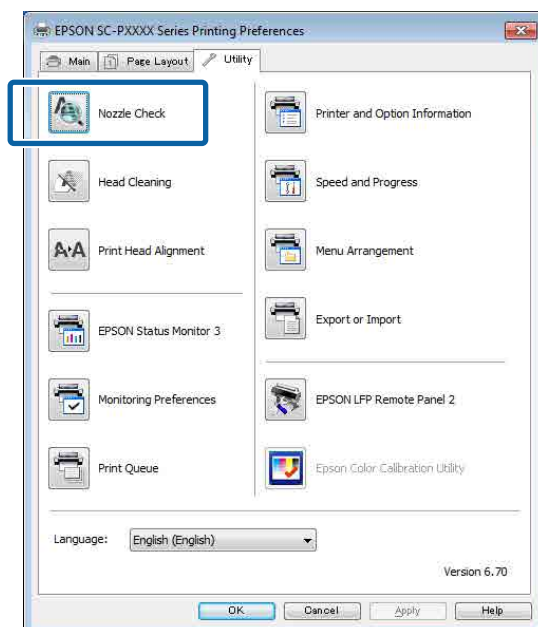 EPSON SC-PXXXX Series Printing Preferences
Main
Page Layout
Utility
Nozzle Check
Printer and Option Information
Head Cleaning
Speed and Progress
A▸A
Print Head Alignment
Menu Arrangement
EPSON Status Monitor 3
Export or Import
Monitoring Preferences
EPSON LFP Remote Panel 2
Print Queue
Epson Color Calibration Utility
Language:
English (English)
Version 6.70
OK
Cancel
Apply
Help